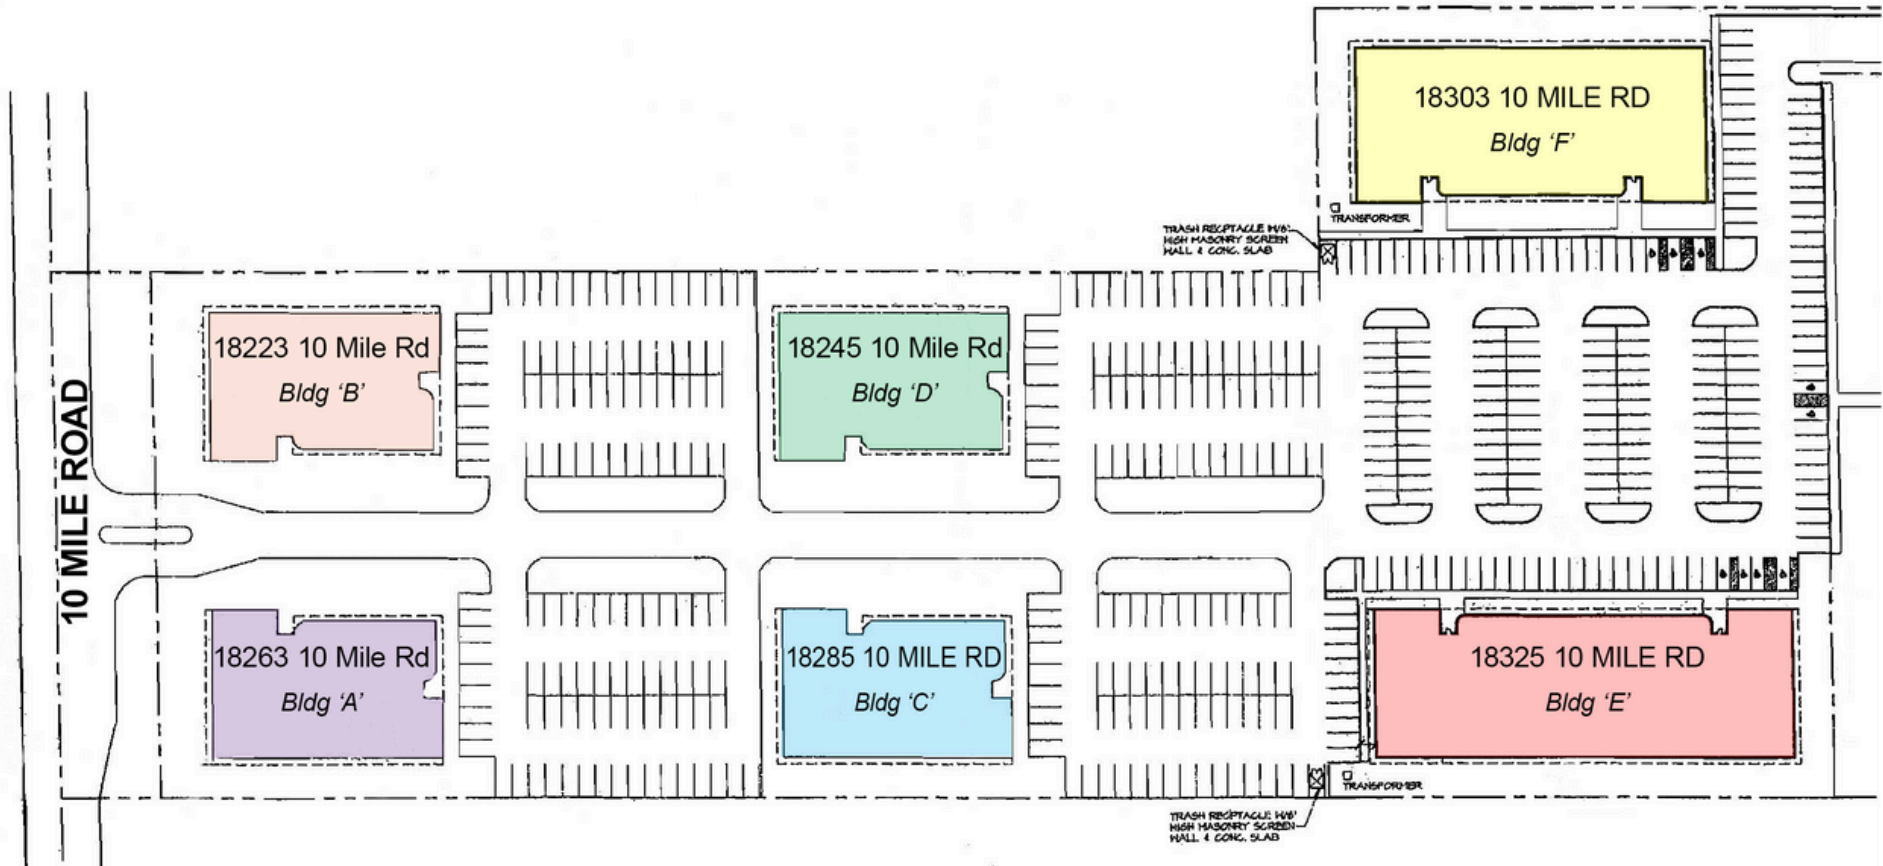 18303 10 MILE RD
Bldg ‘F’
TRANSFORMER
TRASH RECPTACLE W/6'
HIGH MASONRY SCREEN
WALL & CONC. SLAB
18223 10 Mile Rd
Bldg ‘B’
18245 10 Mile Rd
Bldg ‘D’
10 MILE ROAD
18263 10 Mile Rd
Bldg ‘A’
18285 10 MILE RD
Bldg ‘C’
18325 10 MILE RD
Bldg ‘E’
TRANSFORMER
TRASH RECPTACLE W/6'
HIGH MASONRY SCREEN
WALL & CONC. SLAB